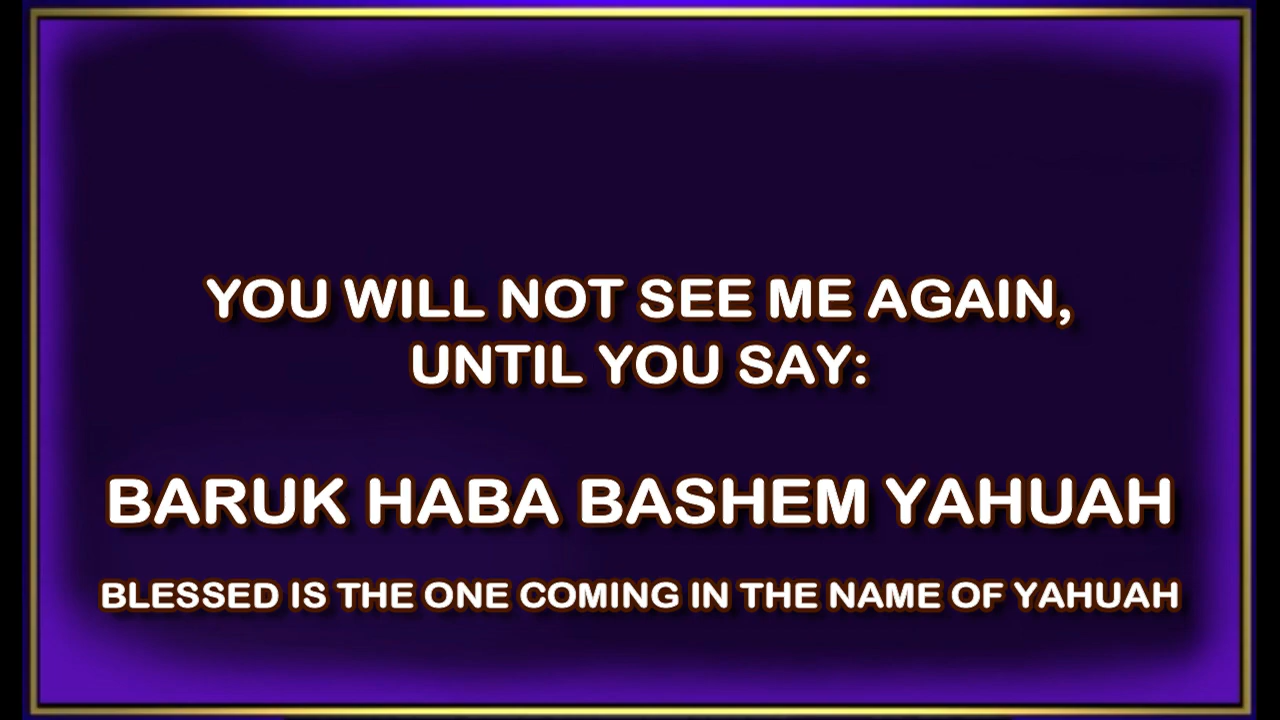 YOU WILL NOT SEE ME AGAIN,
UNTIL YOU SAY:
BARUK HABA BASHEM YAHUAH
BLESSED IS THE ONE COMING IN THE NAME OF YAHUAH